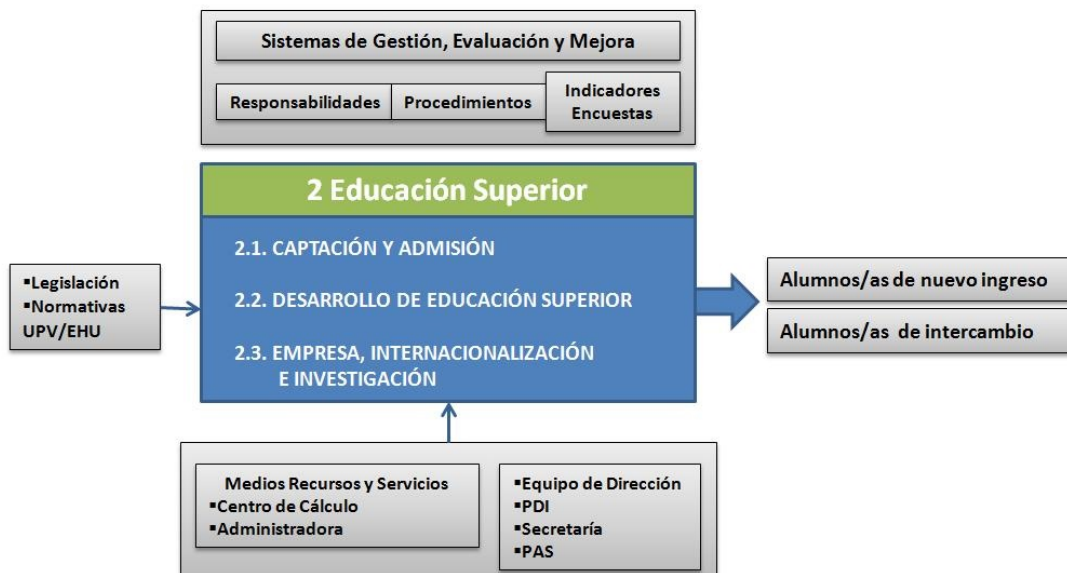 Sistemas de Gestión, Evaluación y Mejora
Responsabilidades
Procedimientos
Indicadores
Encuestas
2 Educación Superior
2.1. CAPTACIÓN Y ADMISIÓN
2.2. DESARROLLO DE EDUCACIÓN SUPERIOR
2.3. EMPRESA, INTERNACIONALIZACIÓN
E INVESTIGACIÓN
▪Legislación
▪Normativas
UPV/EHU
Alumnos/as de nuevo ingreso
Alumnos/as de intercambio
Medios Recursos y Servicios
▪Centro de Cálculo
▪Administradora
▪Equipo de Dirección
▪PDI
▪Secretaría
▪PAS